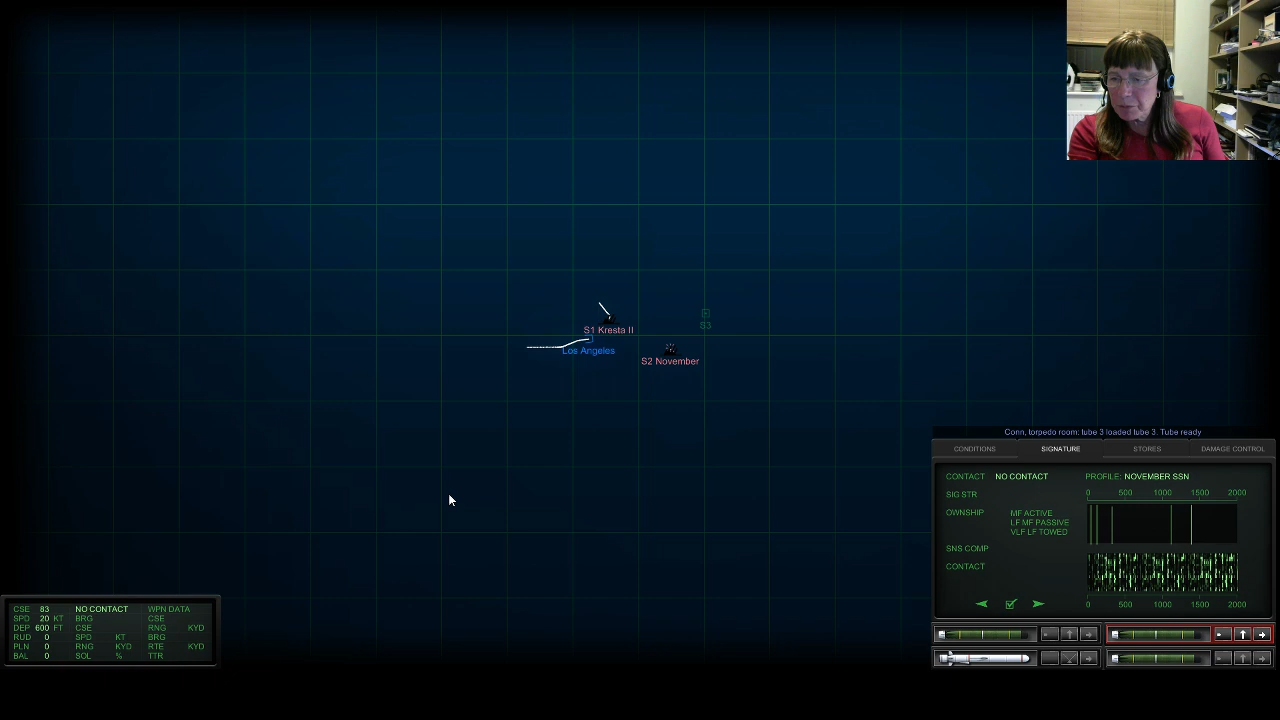 S1 Kresta II
S3
Los Angeles
S2 November
Conn, torpedo room: tube 3 loaded tube 3. Tube ready
CONDITIONS SIGNATURE STORES DAMAGE CONTROL
CONTACT NO CONTACT PROFILE: NOVEMBER SSN
SIG STR 0 500 1000 1500 2000
OWNSHIP MF ACTIVE
LF MF PASSIVE
VLF LF TOWED
SNS COMP
CONTACT
0 500 1000 1500 2000
CSE 83 NO CONTACT WPN DATA
SPD 20 KT BRG CSE
DEP 600 FT CSE RNG KYD
RUD 0 SPD KT BRG
PLN 0 RNG KYD RTE KYD
BAL 0 SOL % TTR